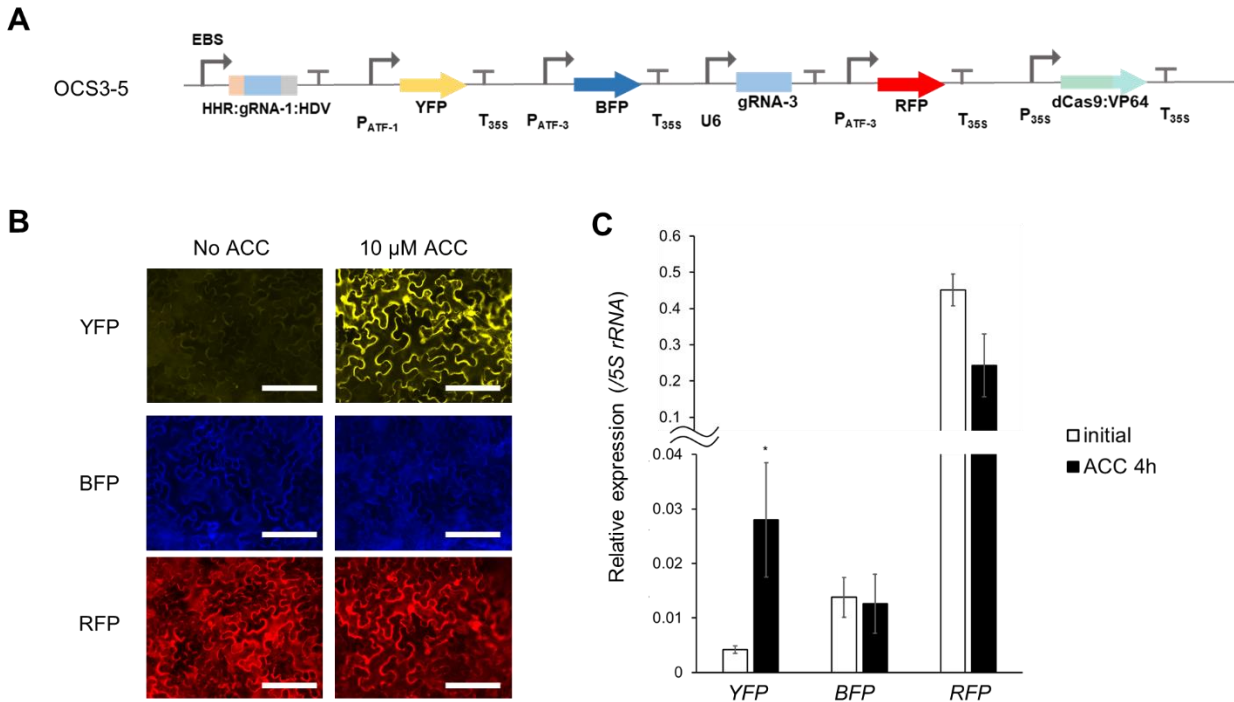 A
EBS
OCS3-5
HHR:gRNA-1:HDV
YFP
BFP
gRNA-3
RFP
dCas9:VP64
PATF-1
T35S
PATF-3
T35S
U6
PATF-3
T35S
P35S
T35S
B
No ACC
10 µM ACC
YFP
BFP
RFP
C
Relative expression (/5S rRNA)
0.6
0.5
0.4
0.3
0.2
0.1
0.04
0.03
0.02
0.01
0
*
YFP
BFP
RFP
initial
ACC 4h